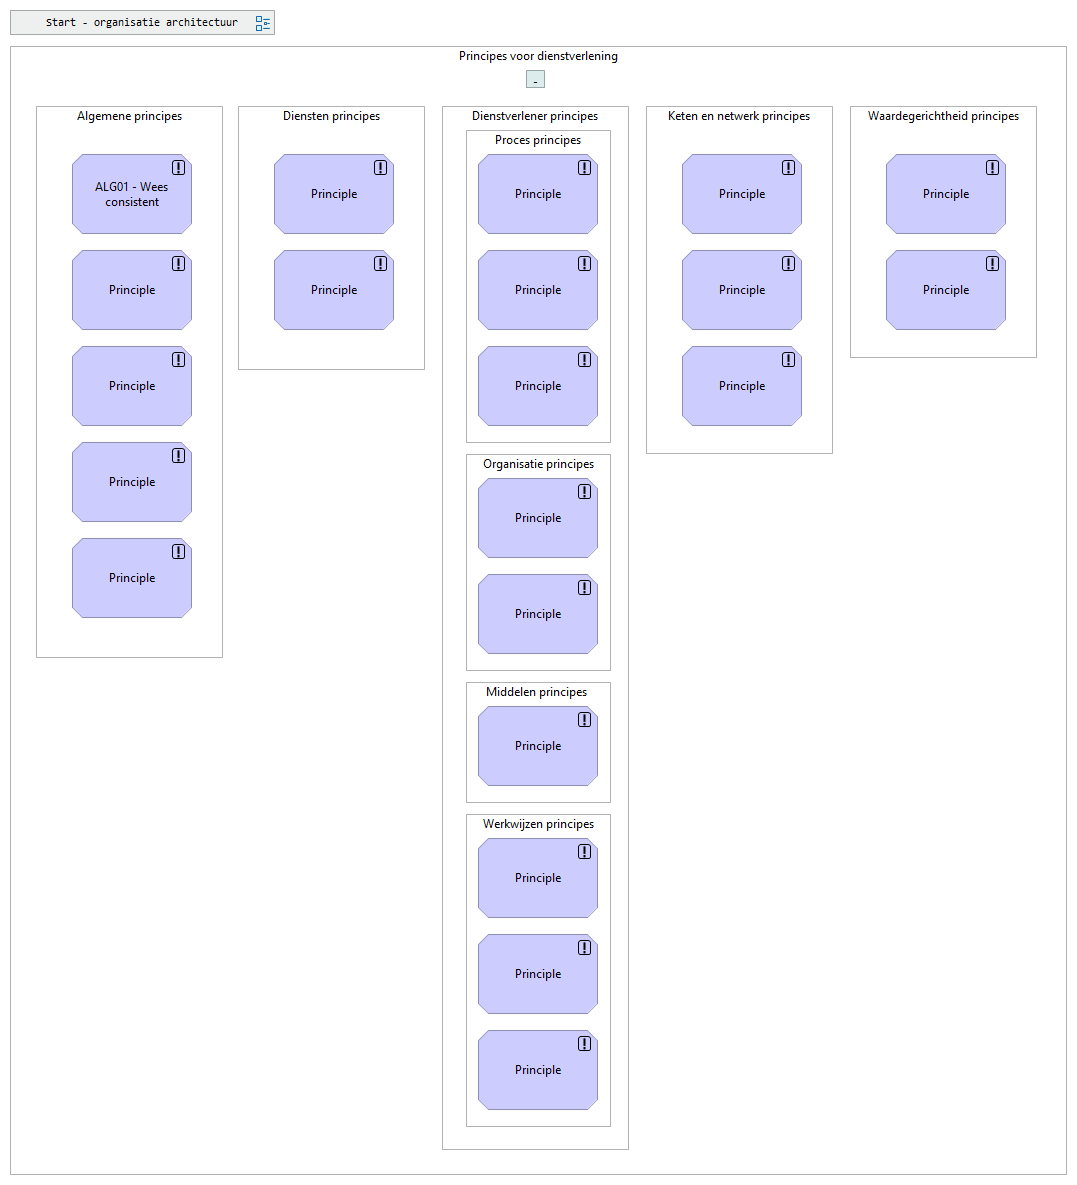 Start - organisatie architectuur
Principes voor dienstverlening
-
Algemene principes
ALG01 - Wees
consistent
Principle
Principle
Principle
Principle
Diensten principes
Principle
Principle
Dienstverlener principes
Proces principes
Principle
Principle
Principle
Organisatie principes
Principle
Principle
Middelen principes
Principle
Werkwijzen principes
Principle
Principle
Principle
Keten en netwerk principes
Principle
Principle
Principle
Waardegerichtheid principes
Principle
Principle